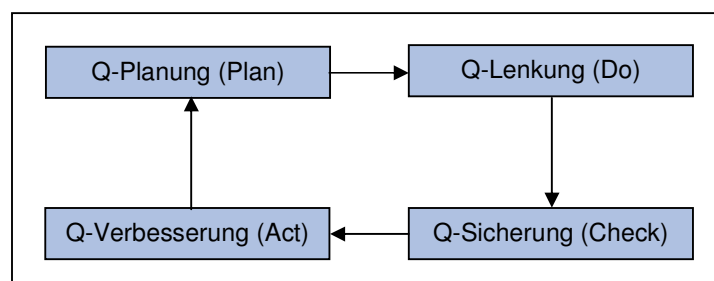 Q-Planung (Plan)
Q-Lenkung (Do)
Q-Verbesserung (Act)
Q-Sicherung (Check)